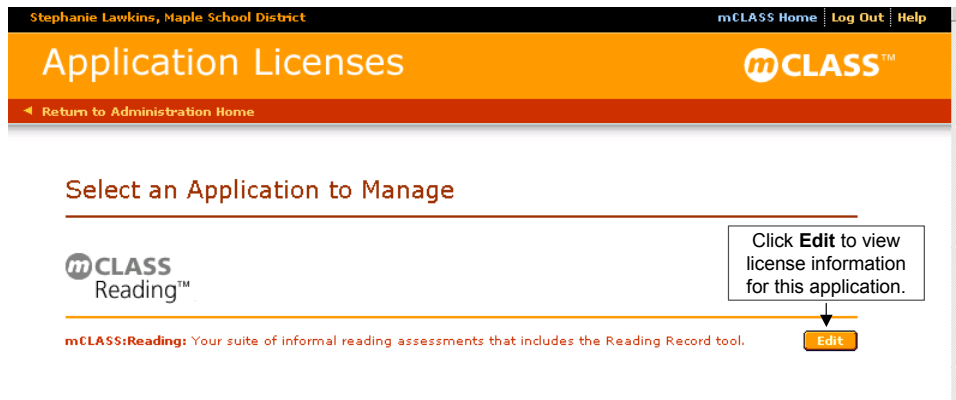 Stephanie Lawkins, Maple School District mCLASS Home Log Out Help
Application Licenses mCLASS™
Return to Administration Home
Select an Application to Manage
Click Edit to view
license information
for this application.
mCLASS
Reading™
mCLASS:Reading: Your suite of informal reading assessments that includes the Reading Record tool. Edit